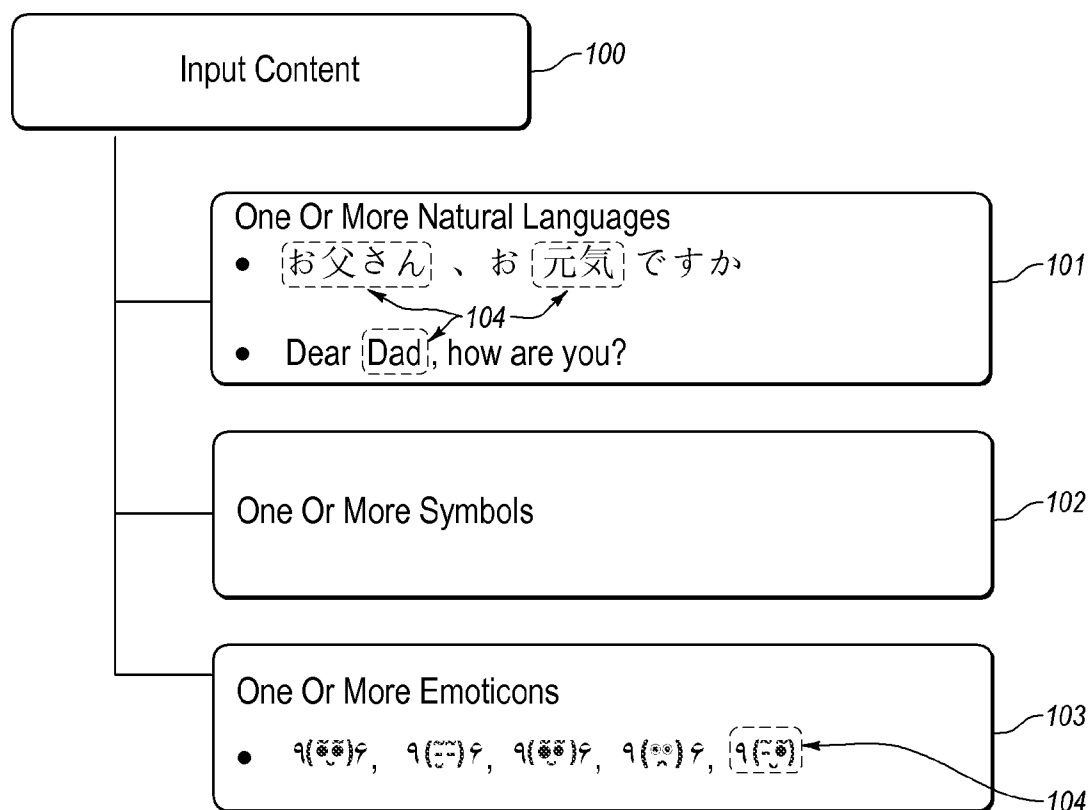 Input Content
100
One Or More Natural Languages
• お父さん 、お 元気 ですか
101
104
• Dear Dad, how are you?
One Or More Symbols
102
One Or More Emoticons
103
104